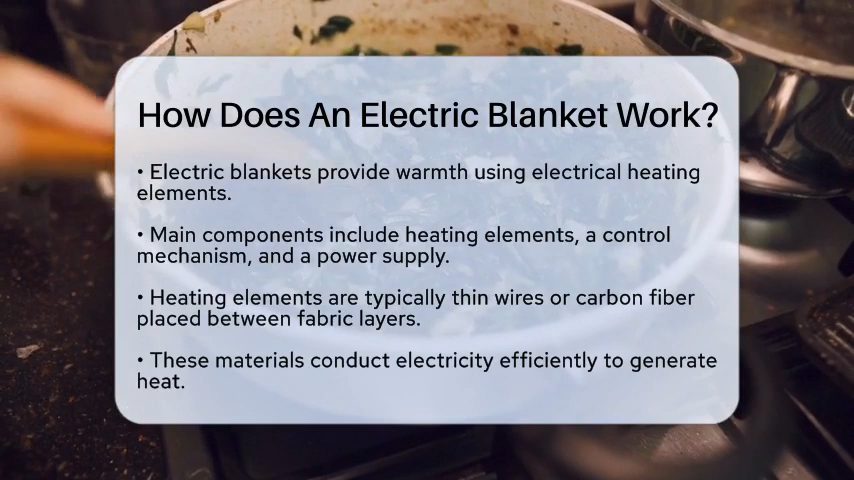 How Does An Electric Blanket Work?
• Electric blankets provide warmth using electrical heating
elements.
• Main components include heating elements, a control
mechanism, and a power supply.
• Heating elements are typically thin wires or carbon fiber
placed between fabric layers.
• These materials conduct electricity efficiently to generate
heat.